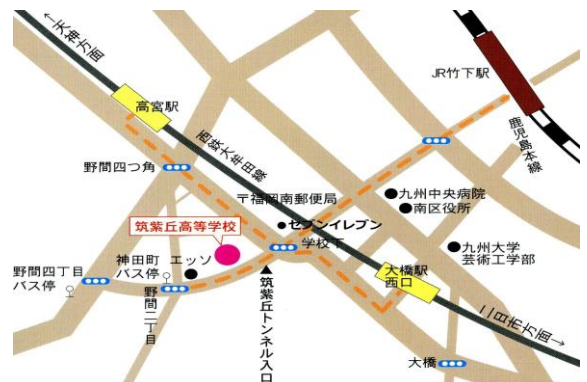 ←天神方面
JR竹下駅
高宮駅
西鉄大牟田線
鹿児島本線
野間四つ角
〒福岡南郵便局
九州中央病院
南区役所
セブンイレブン
筑紫丘高等学校
学校下
九州大学
芸術工学部
神田町
バス停
エッソ
野間四丁目
バス停
大橋駅
西口
野間二丁目
筑紫丘トンネル入口
二日市方面→
大橋